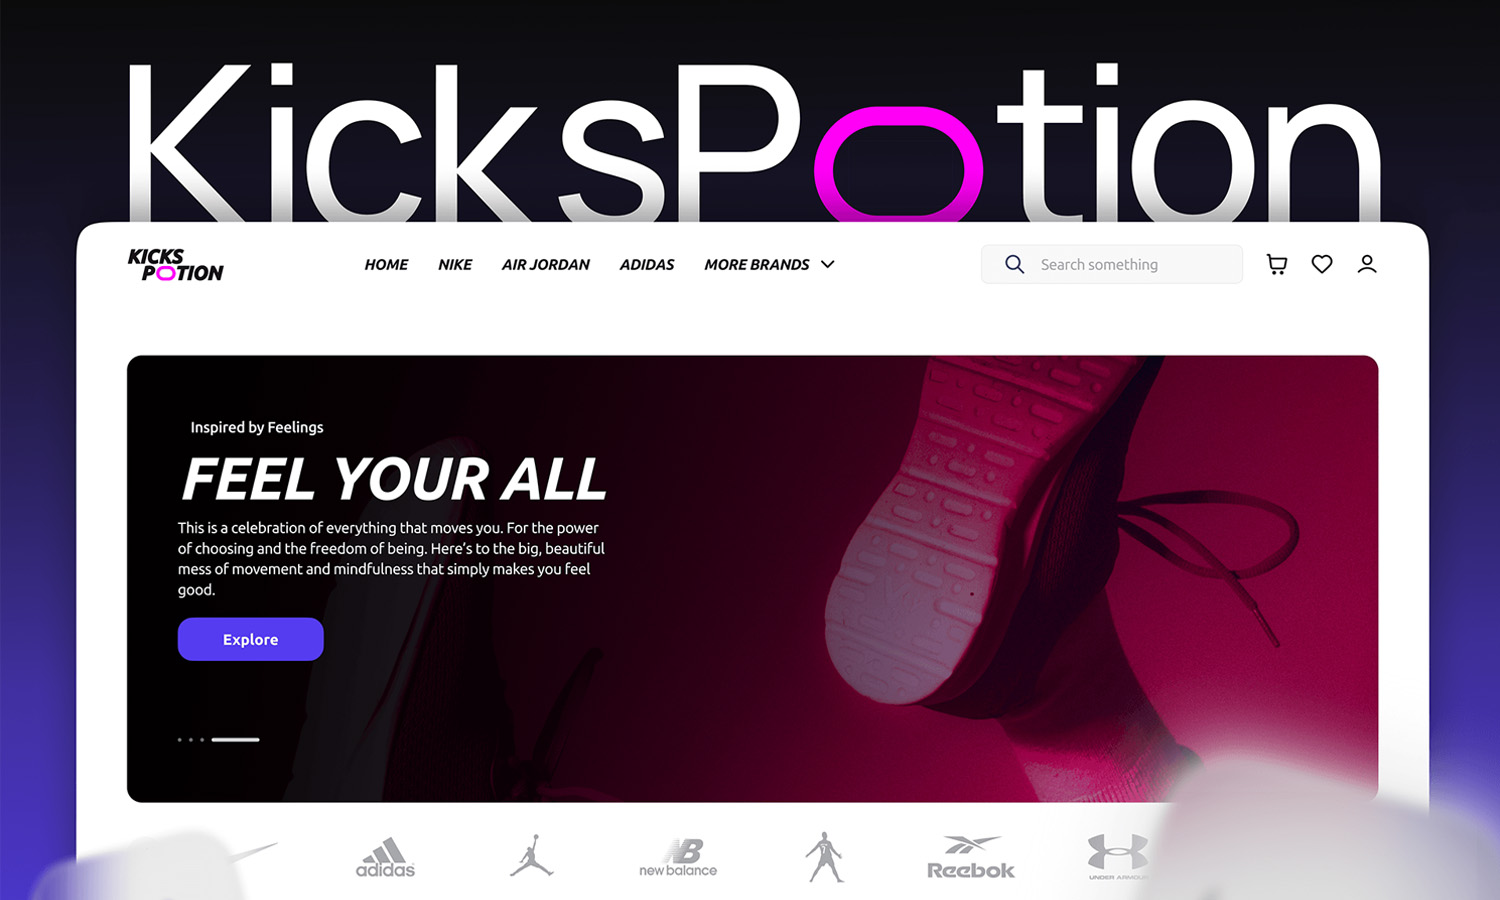 KicksPotion
KICKS
POTION
HOME
NIKE
AIR JORDAN
ADIDAS
MORE BRANDS
Search something
Inspired by Feelings
FEEL YOUR ALL
This is a celebration of everything that moves you. For the power
of choosing and the freedom of being. Here’s to the big, beautiful
mess of movement and mindfulness that simply makes you feel
good.
Explore
adidas
NB
new balance
Reebok
UNDER ARMOUR